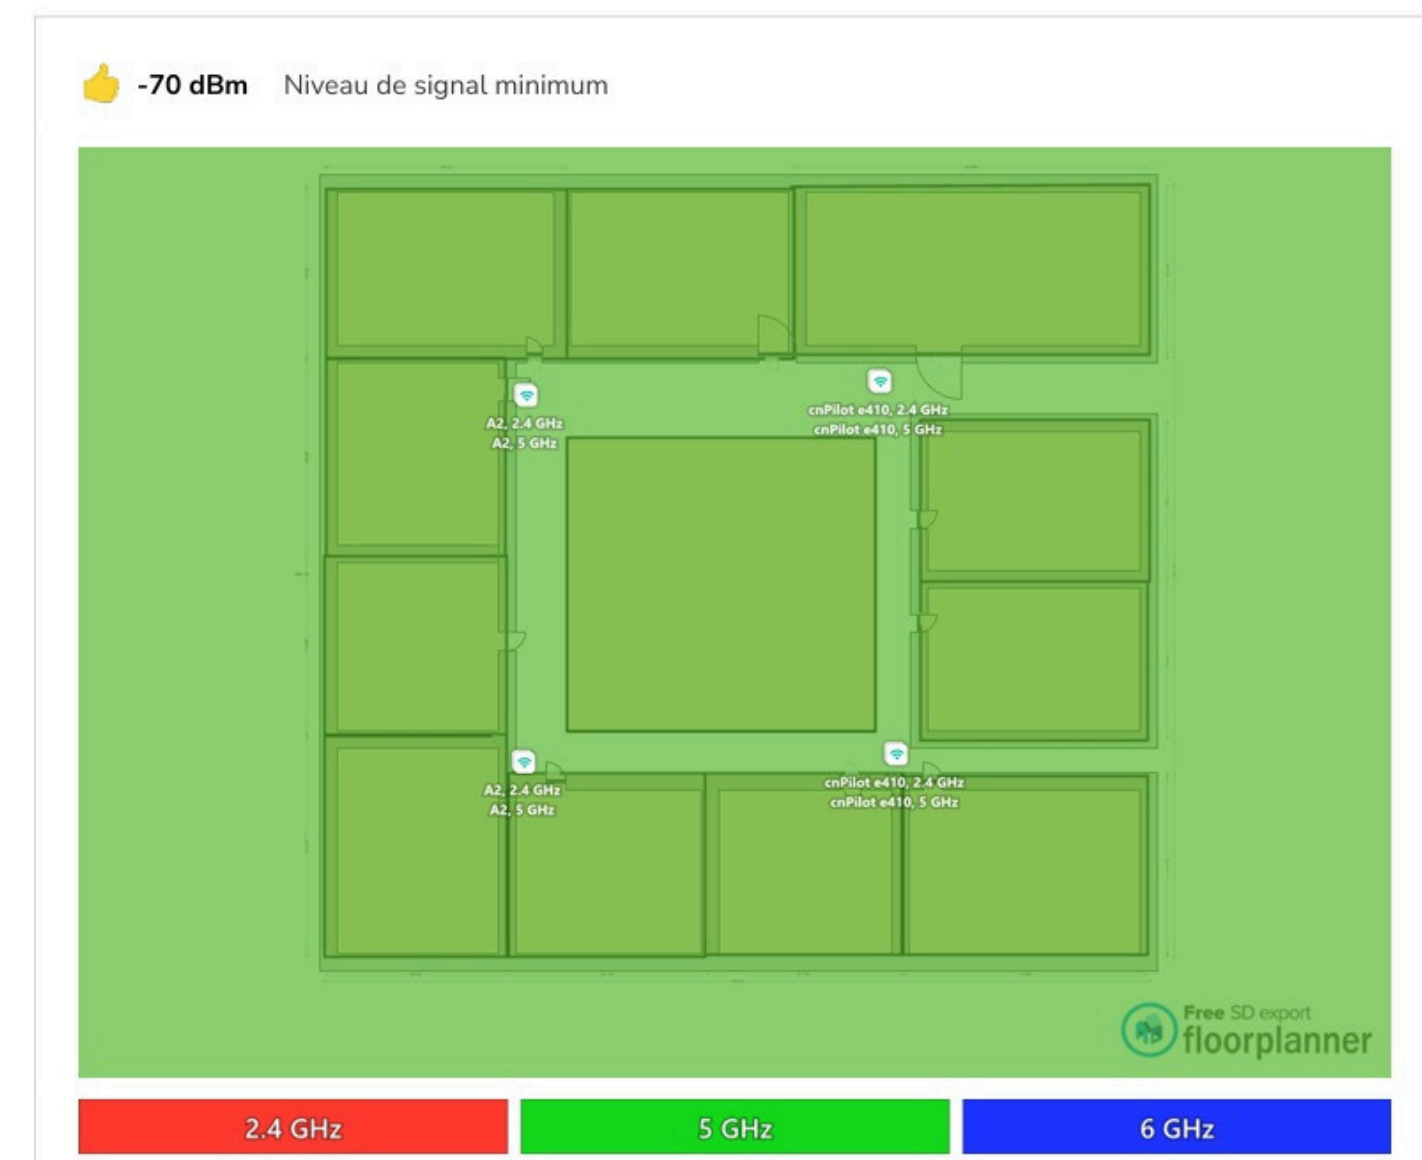 -70 dBm Niveau de signal minimum
cnPilot e410, 2.4 GHz
cnPilot e410, 5 GHz
A2, 2.4 GHz
A2, 5 GHz
cnPilot e410, 2.4 GHz
cnPilot e410, 5 GHz
A2, 2.4 GHz
A2, 5 GHz
Free SD export
floorplanner
2.4 GHz 5 GHz 6 GHz